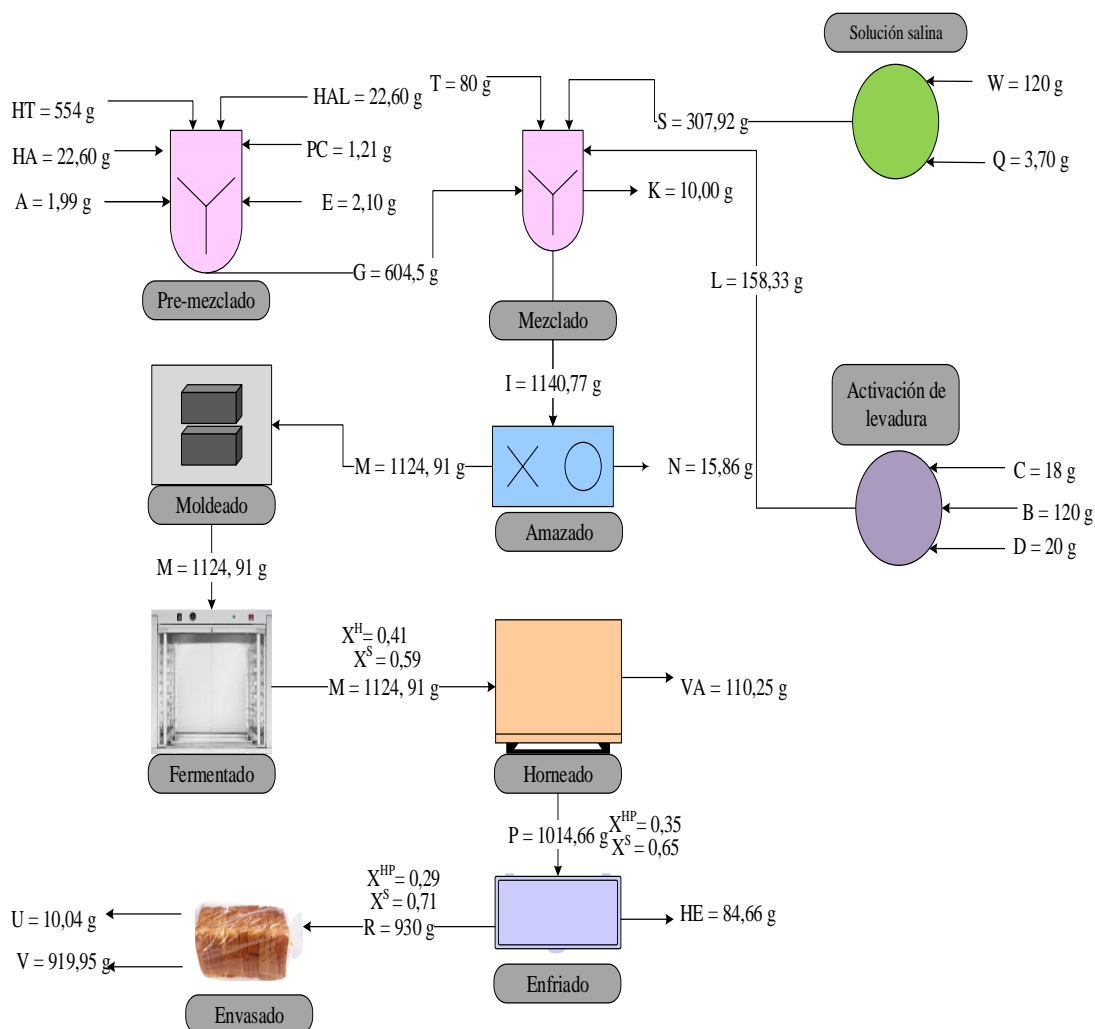 Solución salina
T = 80 g
W = 120 g
HAL = 22,60 g
HT = 554 g
S = 307,92 g
PC = 1,21 g
HA = 22,60 g
Q = 3,70 g
K = 10,00 g
A = 1,99 g
E = 2,10 g
G = 604,5 g
L = 158,33 g
Pre-mezclado
Mezclado
I = 1140,77 g
Activación de
levadura
M = 1124, 91 g
N = 15,86 g
C = 18 g
B = 120 g
D = 20 g
Moldeado
Amazado
M = 1124, 91 g
X^H= 0,41
X^S= 0,59
M = 1124, 91 g
VA = 110,25 g
Fermentado
Horneado
P = 1014,66 g
X^HP= 0,35
X^S= 0,65
X^HP= 0,29
X^S= 0,71
R = 930 g
HE = 84,66 g
U = 10,04 g
V = 919,95 g
Enfriado
Envasado